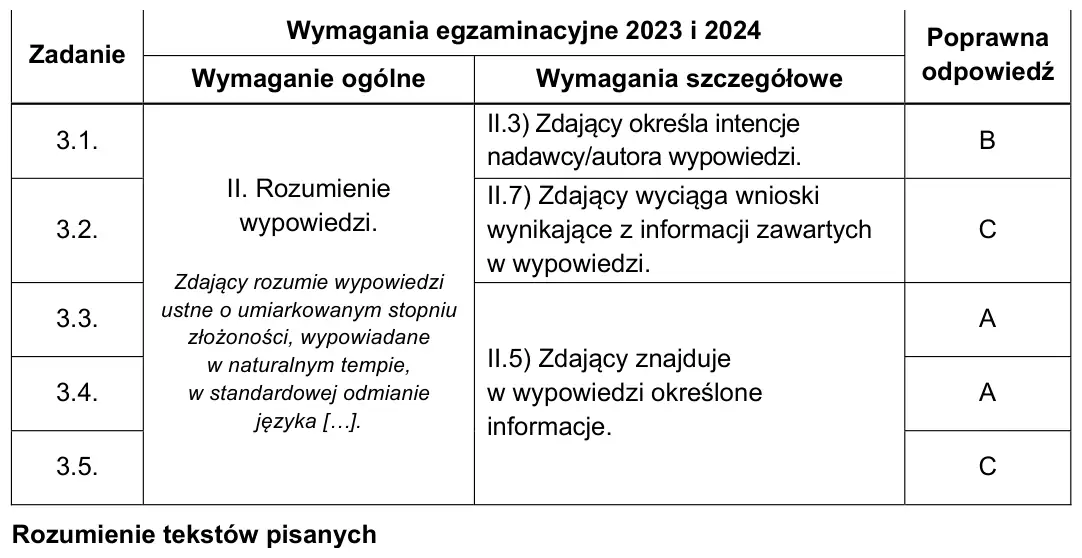 Zadanie
Wymagania egzaminacyjne 2023 i 2024
Poprawna
odpowiedź
Wymaganie ogólne
Wymagania szczegółowe
3.1.
II. Rozumienie
wypowiedzi.
Zdający rozumie wypowiedzi
ustne o umiarkowanym stopniu
złożoności, wypowiadane
w naturalnym tempie,
w standardowej odmianie
języka […].
II.3) Zdający określa intencje
nadawcy/autora wypowiedzi.
B
3.2.
II.7) Zdający wyciąga wnioski
wynikające z informacji zawartych
w wypowiedzi.
C
3.3.
II.5) Zdający znajduje
w wypowiedzi określone
informacje.
A
3.4.
A
3.5.
C
Rozumienie tekstów pisanych